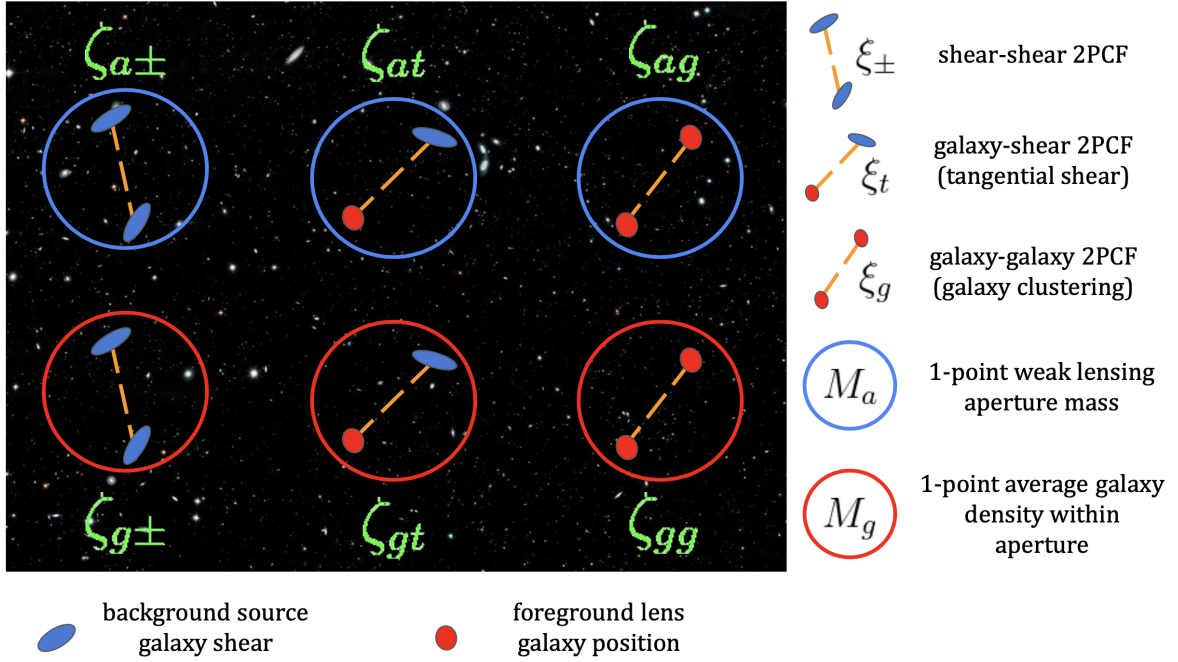 ζa±
ζat
ζag
ζg±
ζgt
ζgg
ξ±
shear-shear 2PCF
ξt
galaxy-shear 2PCF
(tangential shear)
ξg
galaxy-galaxy 2PCF
(galaxy clustering)
Ma
1-point weak lensing
aperture mass
Mg
1-point average galaxy
density within
aperture
background source
galaxy shear
foreground lens
galaxy position